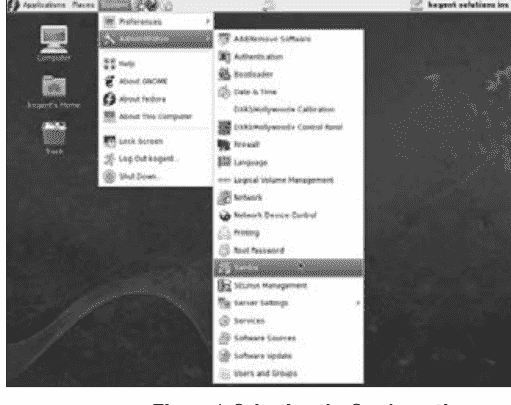 Applications Places
kogent solutions inc
Preferences
Administration
Help
About GNOME
About Fedora
About This Computer
Lock Screen
Log Out kogent...
Shut Down...
Computer
kogent's Home
Trash
Add/Remove Software
Authentication
Bootloader
Date & Time
DXR3/Hollywood+ Calibration
DXR3/Hollywood+ Control Panel
Firewall
Language
Logical Volume Management
Network
Network Device Control
Printing
Root Password
SELinux Management
Server Settings
Services
Software Sources
Software Update
Users and Groups